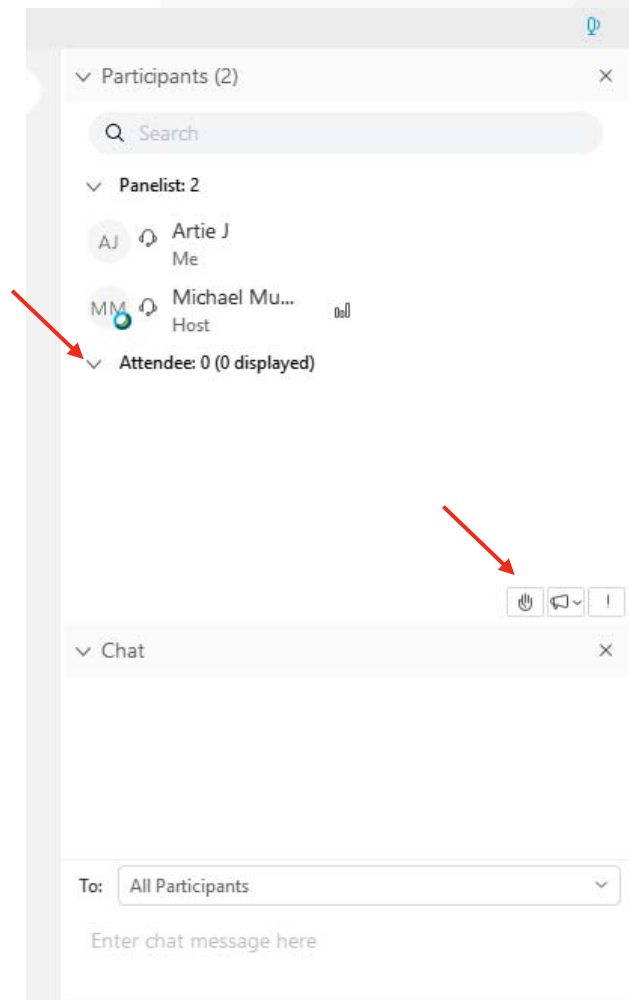 Participants (2)
Search
Panelist: 2
AJ
Artie J
Me
MM
Michael Mu...
Host
Attendee: 0 (0 displayed)
Chat
To: All Participants
Enter chat message here